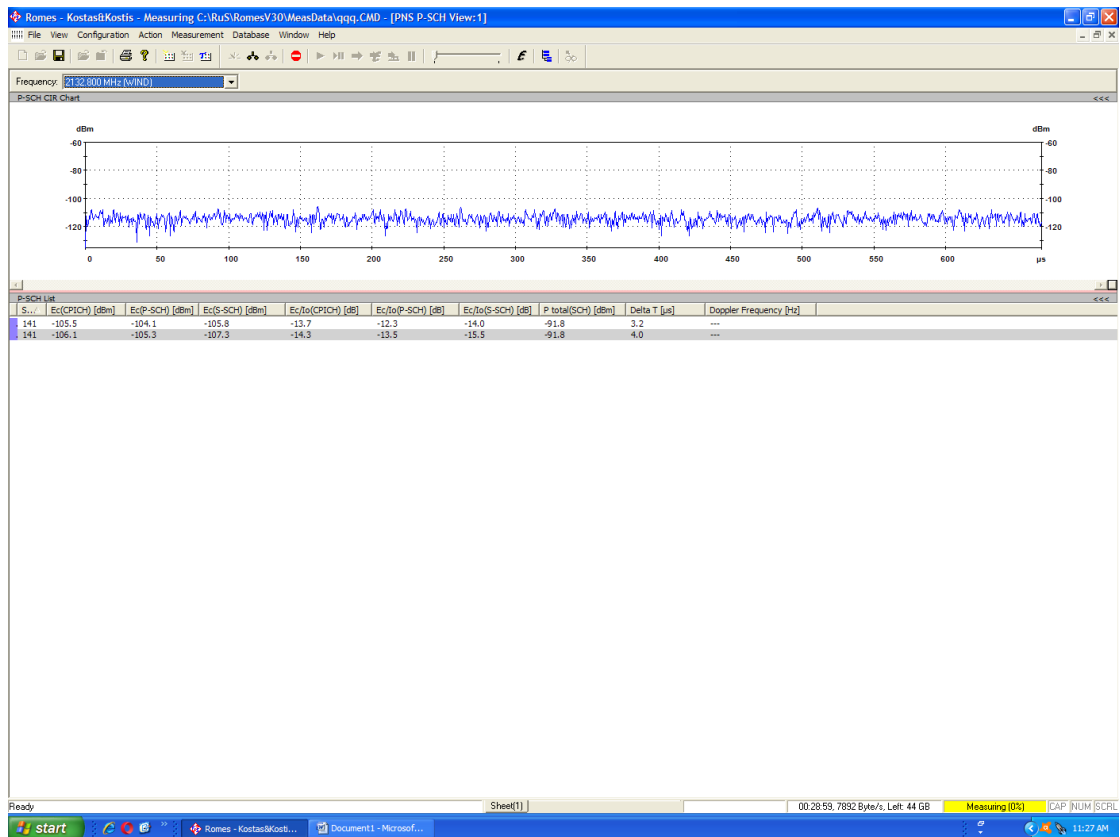 Romes - Kostas&Kostis - Measuring C:\RuS\RomesV30\MeasData\qqq.CMD - [PNS P-SCH View:1]
File View Configuration Action Measurement Database Window Help
Frequency: 2132.800 MHz (WIND)
P-SCH CIR Chart <<<
dBm dBm
-60 -60
-80 -80
-100 -100
-120 -120
0 50 100 150 200 250 300 350 400 450 500 550 600 µs
P-SCH List <<<
S... Ec(CPICH) [dBm] Ec(P-SCH) [dBm] Ec(S-SCH) [dBm] Ec/Io(CPICH) [dB] Ec/Io(P-SCH) [dB] Ec/Io(S-SCH) [dB] P total(SCH) [dBm] Delta T [µs] Doppler Frequency [Hz]
141 -105.5 -104.1 -105.8 -13.7 -12.3 -14.0 -91.8 3.2 ---
141 -106.1 -105.3 -107.3 -14.3 -13.5 -15.5 -91.8 4.0 ---
Ready Sheet(1) 00:28:59, 7892 Byte/s, Left: 44 GB Measuring (0%) CAP NUM SCRL
start Romes - Kostas&Kosti... Document1 - Microsof... 11:27 AM